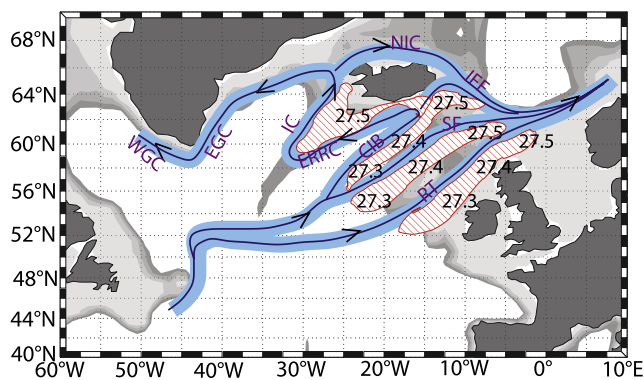 68°N
NIC
IFF
64°N
27.5
27.5
IC
SF
27.5
60°N
27.4
27.5
WGC
EGC
ERRC
CIB
27.3
27.4
27.4
56°N
27.3
RT
27.3
52°N
48°N
44°N
40°N
60°W 50°W 40°W 30°W 20°W 10°W 0° 10°E